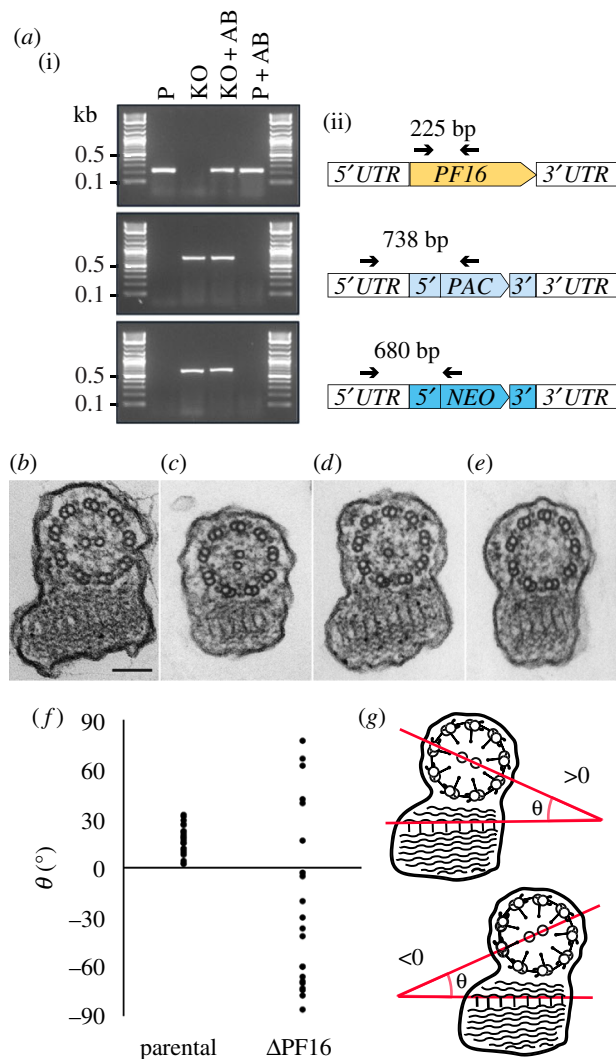 (a)
(i)
P
KO
KO + AB
P + AB
kb
0.5
0.1
0.5
0.1
0.5
0.1
(ii)
225 bp
5′UTR PF16 3′UTR
738 bp
5′UTR 5′ PAC 3′ 3′UTR
680 bp
5′UTR 5′ NEO 3′ 3′UTR
(b) (c) (d) (e)
(f)
90
60
30
0
−30
−60
−90
θ (°)
parental ΔPF16
(g)
>0
θ
<0
θ